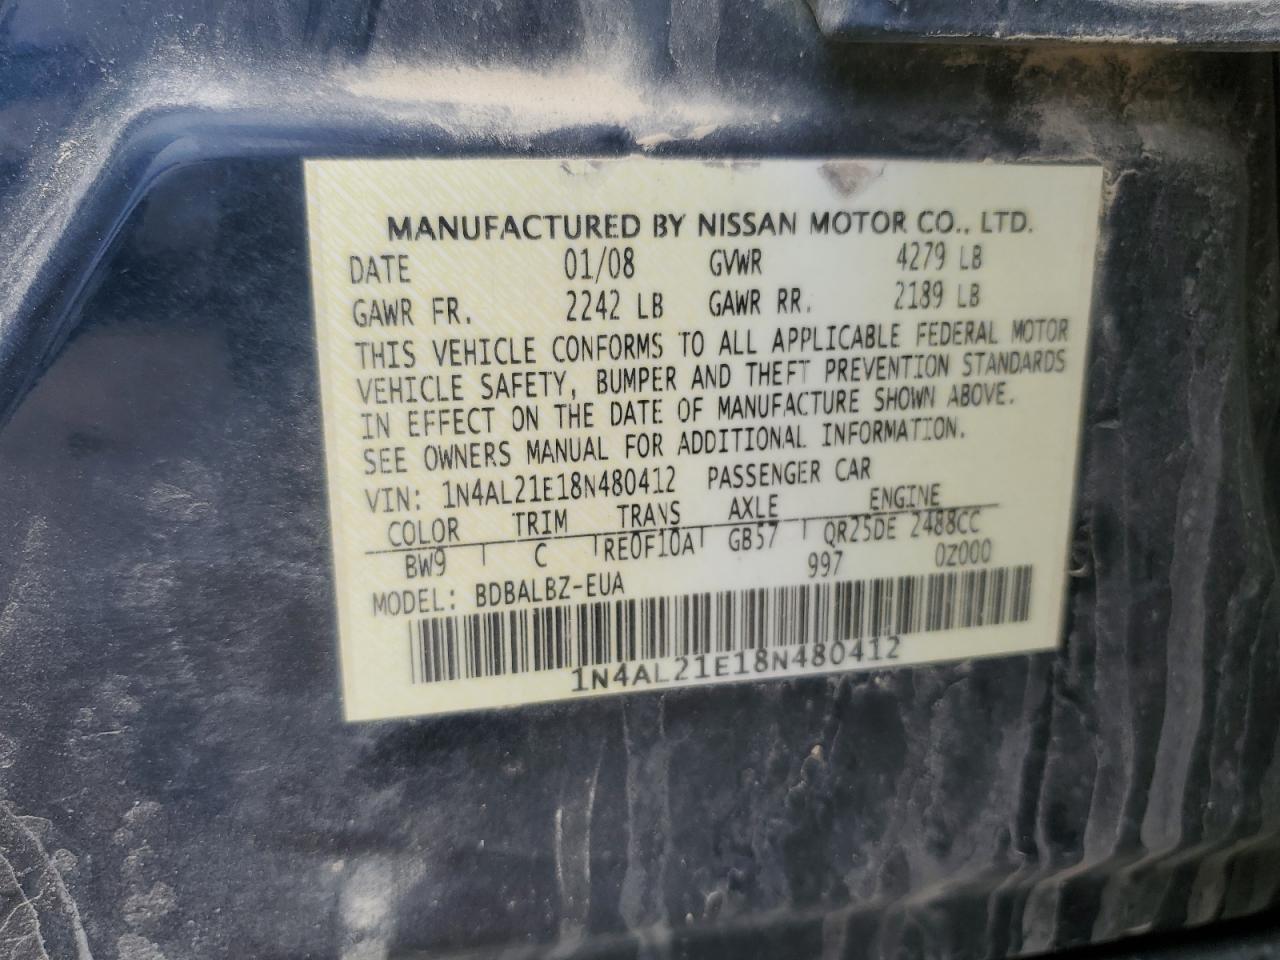 MANUFACTURED BY NISSAN MOTOR CO., LTD.
DATE 01/08 GVWR 4279 LB
GAWR FR. 2242 LB GAWR RR. 2189 LB
THIS VEHICLE CONFORMS TO ALL APPLICABLE FEDERAL MOTOR
VEHICLE SAFETY, BUMPER AND THEFT PREVENTION STANDARDS
IN EFFECT ON THE DATE OF MANUFACTURE SHOWN ABOVE.
SEE OWNERS MANUAL FOR ADDITIONAL INFORMATION.
VIN: 1N4AL21E18N480412 PASSENGER CAR
COLOR TRIM TRANS AXLE ENGINE
BW9 C RE0F10A GB57 QR25DE 2488CC
997 0Z000
MODEL: BDBALBZ-EUA
1N4AL21E18N480412